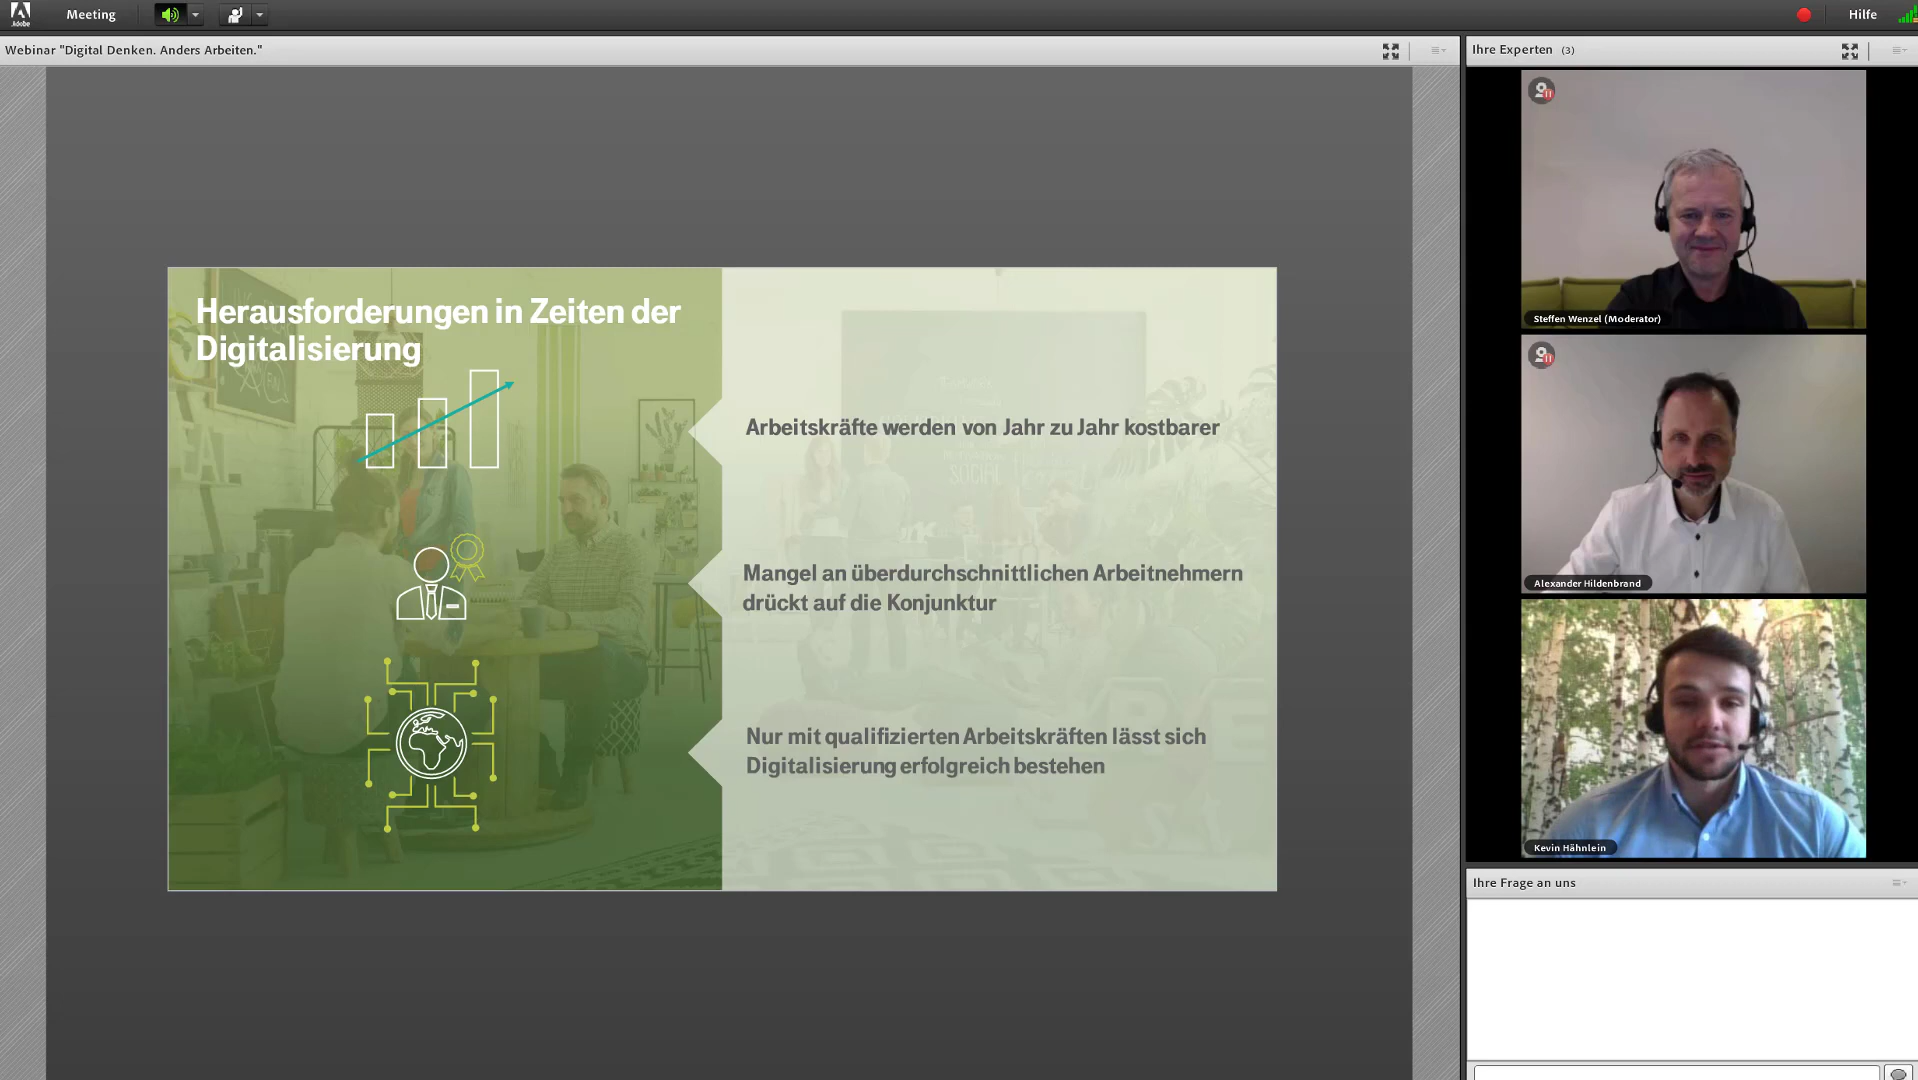 Adobe
Meeting
Hilfe
Webinar "Digital Denken. Anders Arbeiten."
Ihre Experten (3)
Herausforderungen in Zeiten der
Digitalisierung
Arbeitskräfte werden von Jahr zu Jahr kostbarer
SOCIAL
Mangel an überdurchschnittlichen Arbeitnehmern
drückt auf die Konjunktur
Nur mit qualifizierten Arbeitskräften lässt sich
Digitalisierung erfolgreich bestehen
Steffen Wenzel (Moderator)
Alexander Hildenbrand
Kevin Hähnlein
Ihre Frage an uns